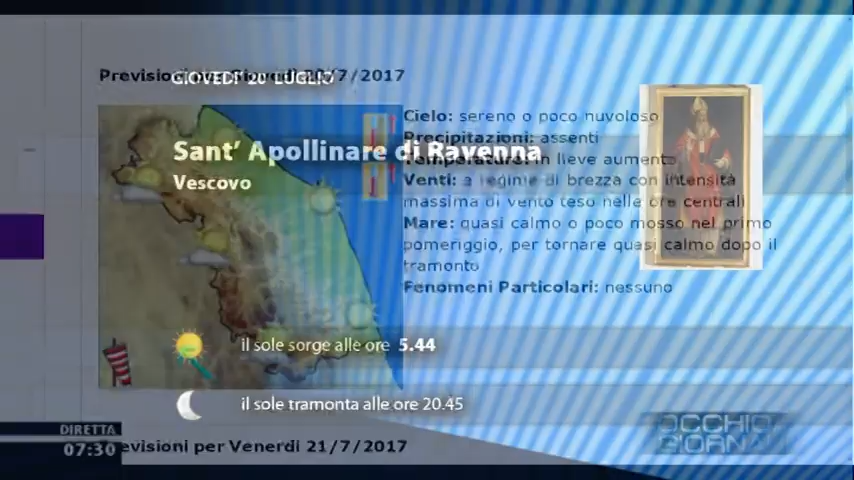 Previsioni per Giovedì 20/7/2017
GIOVEDÌ 20 LUGLIO
Cielo: sereno o poco nuvoloso
Precipitazioni: assenti
Sant' Apollinare di Ravenna
Temperature: in lieve aumento
Vescovo
Venti: a regime di brezza con intensità
massima di vento teso nelle ore centrali
Mare: quasi calmo o poco mosso nel primo
pomeriggio, per tornare quasi calmo dopo il
tramonto
Fenomeni Particolari: nessuno
il sole sorge alle ore 5.44
il sole tramonta alle ore 20.45
OCCHIO
GIORNA
DIRETTA
07:30
evisioni per Venerdì 21/7/2017